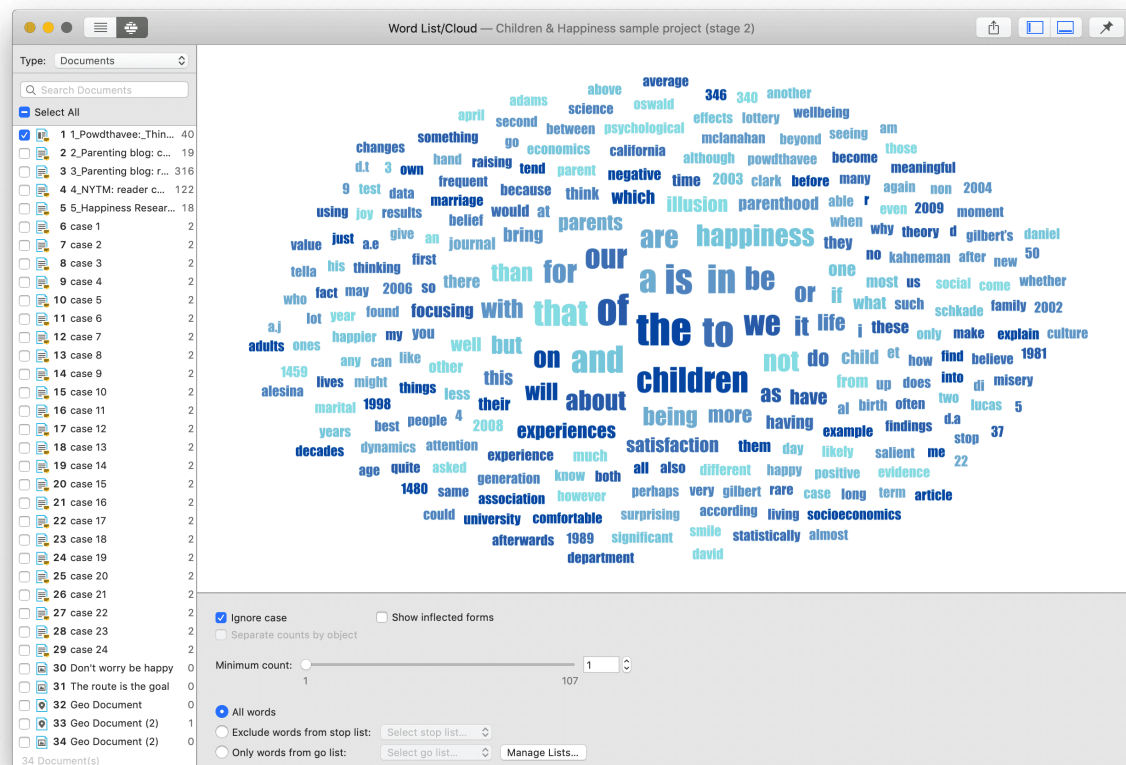 Word List/Cloud — Children & Happiness sample project (stage 2)
Type: Documents
Search Documents
Select All
1 1_Powdthavee:_Thin... 40
2 2_Parenting blog: c... 19
3 3_Parenting blog: r... 316
4 4_NYTM: reader c... 122
5 5_Happiness Resear... 18
6 case 1 2
7 case 2 2
8 case 3 2
9 case 4 2
10 case 5 2
11 case 6 2
12 case 7 2
13 case 8 2
14 case 9 2
15 case 10 2
16 case 11 2
17 case 12 2
18 case 13 2
19 case 14 2
20 case 15 2
21 case 16 2
22 case 17 2
23 case 18 2
24 case 19 2
25 case 20 2
26 case 21 2
27 case 22 2
28 case 23 2
29 case 24 2
30 Don't worry be happy 0
31 The route is the goal 0
32 Geo Document 0
33 Geo Document (2) 1
34 Geo Document (2) 0
34 Document(s)
above average
adams science oswald 346 340 another
april second between psychological effects lottery wellbeing
changes something go economics california mclanahan beyond seeing am
d.t 3 own hand raising tend parent negative although powdthavee become those meaningful
9 test data frequent because think which time 2003 clark before many again non 2004
using joy results marriage belief would at parents illusion parenthood able r even 2009 moment
value just a.e give an journal bring are happiness they when why theory d gilbert's daniel
tella his thinking first there than for our a is in be one no kahneman after new 50
who fact may 2006 so or if most us social come whether
a.j lot year found focusing with that of the to we it life what such schkade family 2002
adults ones happier my you well but on and not do i these only make explain culture
1459 any can like other this children child et how find believe 1981
alesina lives might things less their will about as have from up does into di misery
marital 1998 best people 4 2008 being more al birth often two lucas 5
years experiences satisfaction having example findings d.a 37
decades dynamics attention experience much them day likely salient me stop 22
age quite asked generation know both all also different happy positive evidence
1480 same association however perhaps very gilbert rare case long term article
could university comfortable surprising according living socioeconomics
afterwards 1989 significant smile statistically almost
department david
Ignore case Show inflected forms
Separate counts by object
Minimum count: 1
1 107
All words
Exclude words from stop list: Select stop list...
Only words from go list: Select go list... Manage Lists...